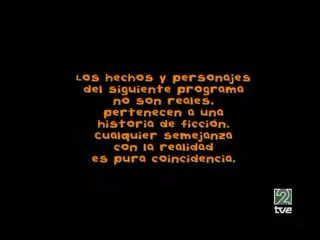 Los hechos y personajes
del siguiente programa
no son reales,
pertenecen a una
historia de ficción.
cualquier semejanza
con la realidad
es pura coincidencia.
2
tve